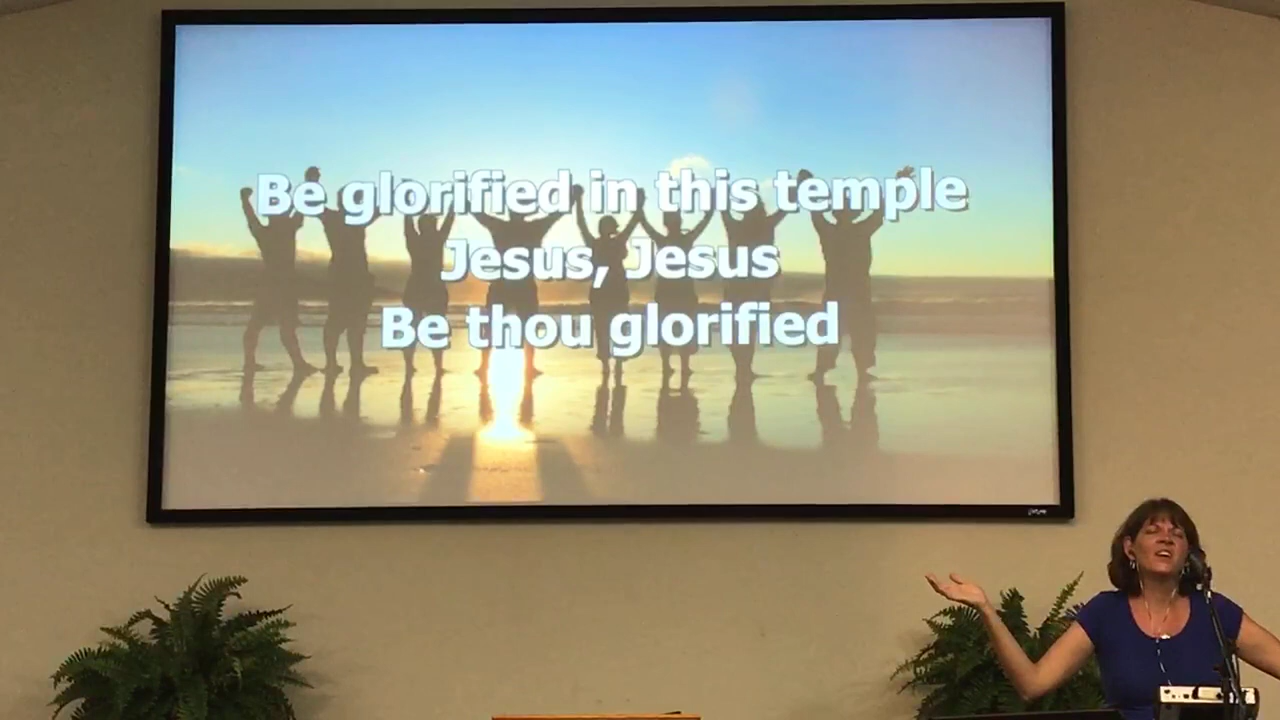 Be glorified in this temple
Jesus, Jesus
Be thou glorified